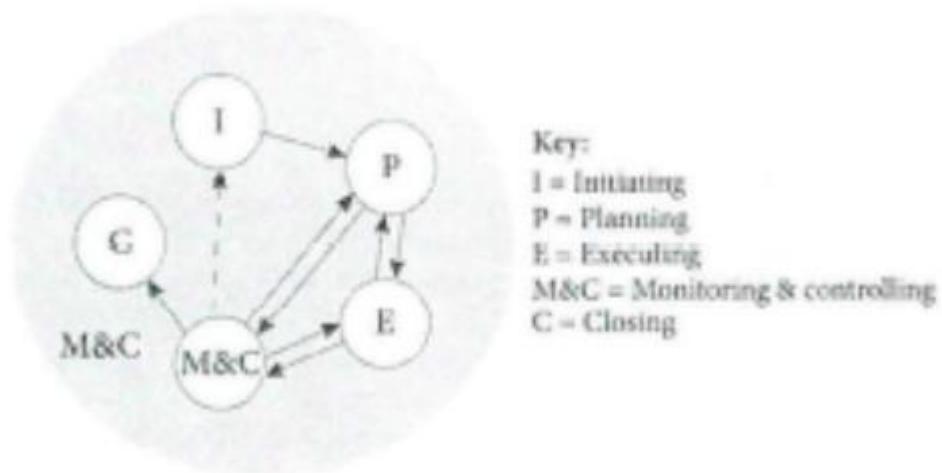 I
P
C
E
M&C
M&C
Key:
I = Initiating
P = Planning
E = Executing
M&C = Monitoring & controlling
C = Closing